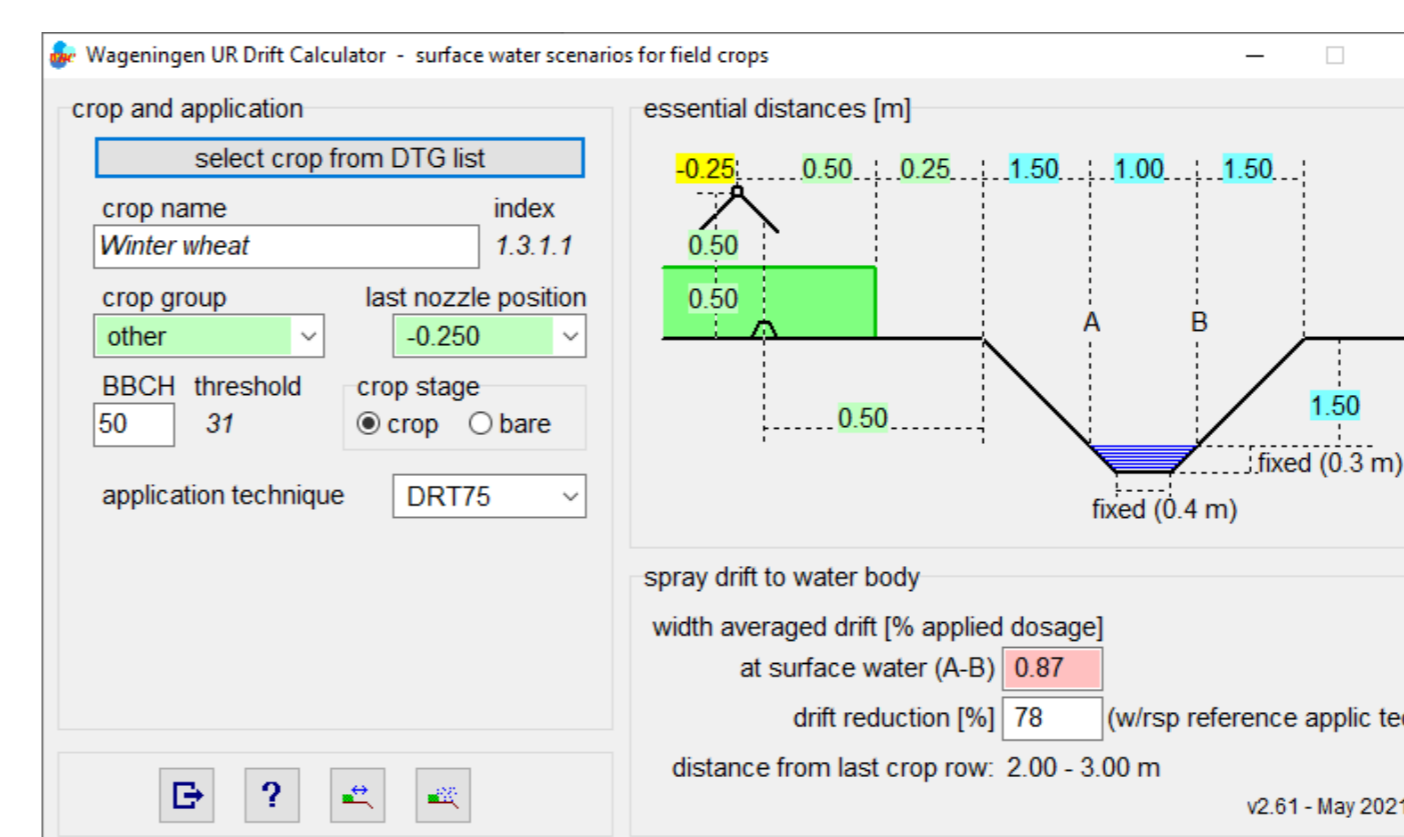 Wageningen UR Drift Calculator - surface water scenarios for field crops
crop and application
select crop from DTG list
crop name index
Winter wheat 1.3.1.1
crop group last nozzle position
other -0.250
BBCH threshold crop stage
50 31 crop bare
application technique DRT75
?
essential distances [m]
-0.25 0.50 0.25 1.50 1.00 1.50
0.50
0.50
A B
0.50 1.50
fixed (0.3 m)
fixed (0.4 m)
spray drift to water body
width averaged drift [% applied dosage]
at surface water (A-B) 0.87
drift reduction [%] 78 (w/rsp reference applic
distance from last crop row: 2.00 - 3.00 m
v2.61 - May 2021